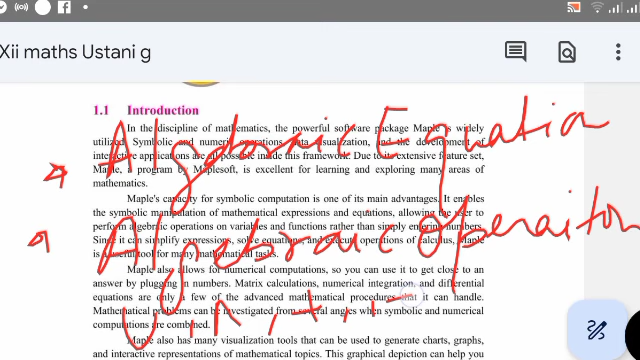 Xii maths Ustani g
1.1 Introduction
In the discipline of mathematics, the powerful software package Maple is widely
utilized. Symbolic and numeric operations, data visualization, and the development of
interactive applications are all possible inside this framework. Due to its extensive feature set,
Maple, a program by Maplesoft, is excellent for learning and exploring many areas of
mathematics.
Maple's capacity for symbolic computation is one of its main advantages. It enables
the symbolic manipulation of mathematical expressions and equations, allowing the user to
perform algebraic operations on variables and functions rather than simply entering numbers.
Since it can simplify expressions, solve equations, and execute operations of calculus, Maple
is a useful tool for many mathematical tasks.
Maple also allows for numerical computations, so you can use it to get close to an
answer by plugging in numbers. Matrix calculations, numerical integration, and differential
equations are only a few of the advanced mathematical procedures that it can handle.
Mathematical problems can be investigated from several angles when symbolic and numerical
computations are combined.
Maple also has many visualization tools that can be used to generate charts, graphs,
and interactive representations of mathematical topics. This graphical depiction can help you
Equatia
Operaiton